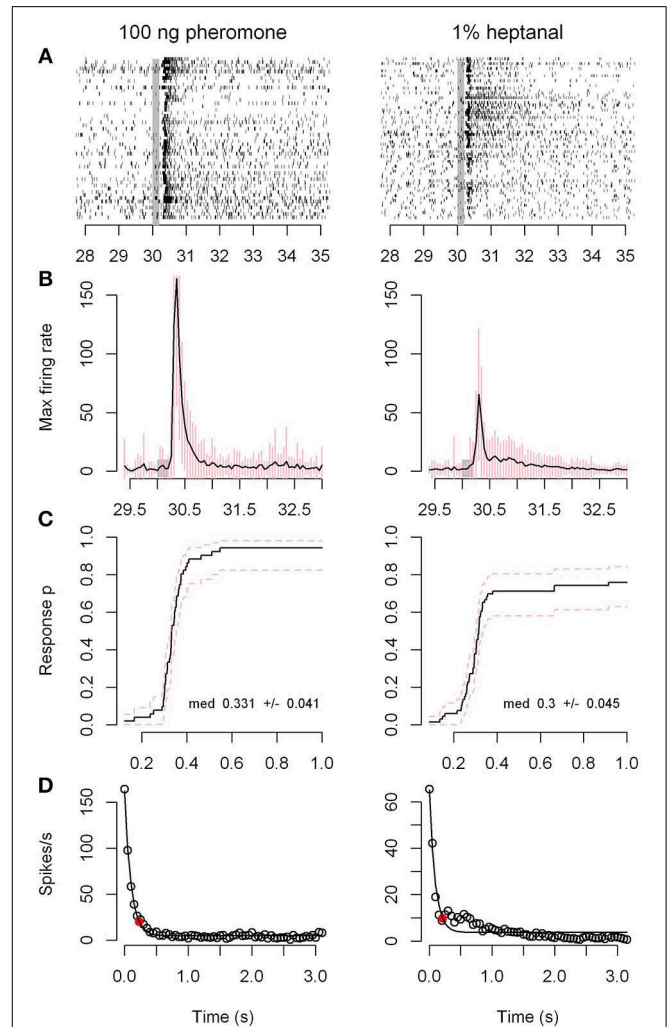 100 ng pheromone 1% heptanal
A
28 29 30 31 32 33 34 35 28 29 30 31 32 33 34 35
B
Max firing rate
150
100
50
0
150
100
50
0
29.5 30.5 31.5 32.5 29.5 30.5 31.5 32.5
C
Response p
1.0
0.8
0.6
0.4
0.2
0.0
1.0
0.8
0.6
0.4
0.2
0.0
med 0.331 +/- 0.041 med 0.3 +/- 0.045
0.2 0.4 0.6 0.8 1.0 0.2 0.4 0.6 0.8 1.0
D
Spikes/s
150
100
50
0
60
40
20
0
0.0 1.0 2.0 3.0 0.0 1.0 2.0 3.0
Time (s) Time (s)